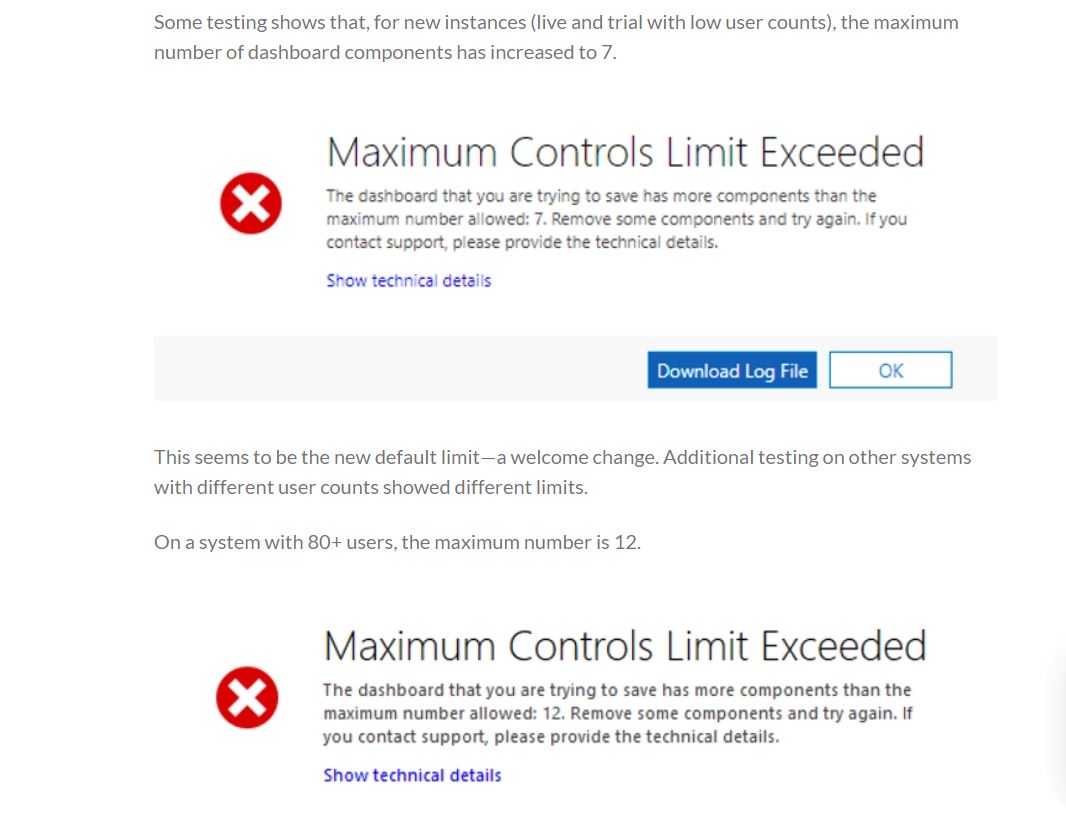 Some testing shows that, for new instances (live and trial with low user counts), the maximum
number of dashboard components has increased to 7.
Maximum Controls Limit Exceeded
The dashboard that you are trying to save has more components than the
maximum number allowed: 7. Remove some components and try again. If you
contact support, please provide the technical details.
Show technical details
Download Log File
OK
This seems to be the new default limit—a welcome change. Additional testing on other systems
with different user counts showed different limits.
On a system with 80+ users, the maximum number is 12.
Maximum Controls Limit Exceeded
The dashboard that you are trying to save has more components than the
maximum number allowed: 12. Remove some components and try again. If
you contact support, please provide the technical details.
Show technical details